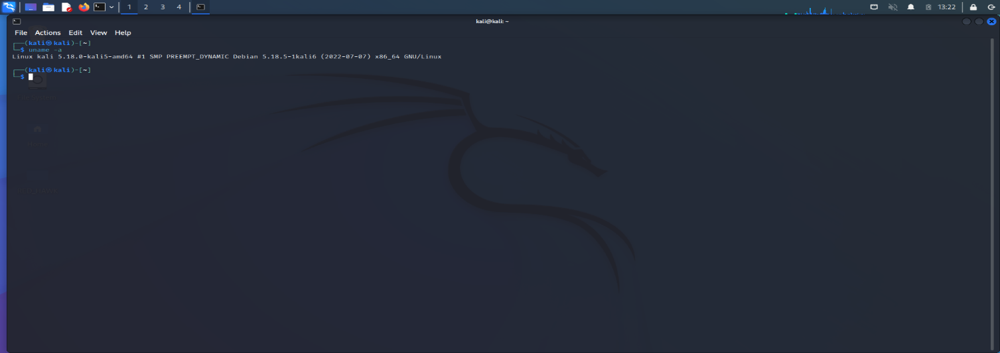 1 2 3 4 13:22
kali@kali: ~
File Actions Edit View Help
┌──(kali㉿kali)-[~]
└─$ uname -a
Linux kali 5.18.0-kali5-amd64 #1 SMP PREEMPT_DYNAMIC Debian 5.18.5-1kali6 (2022-07-07) x86_64 GNU/Linux
┌──(kali㉿kali)-[~]
└─$